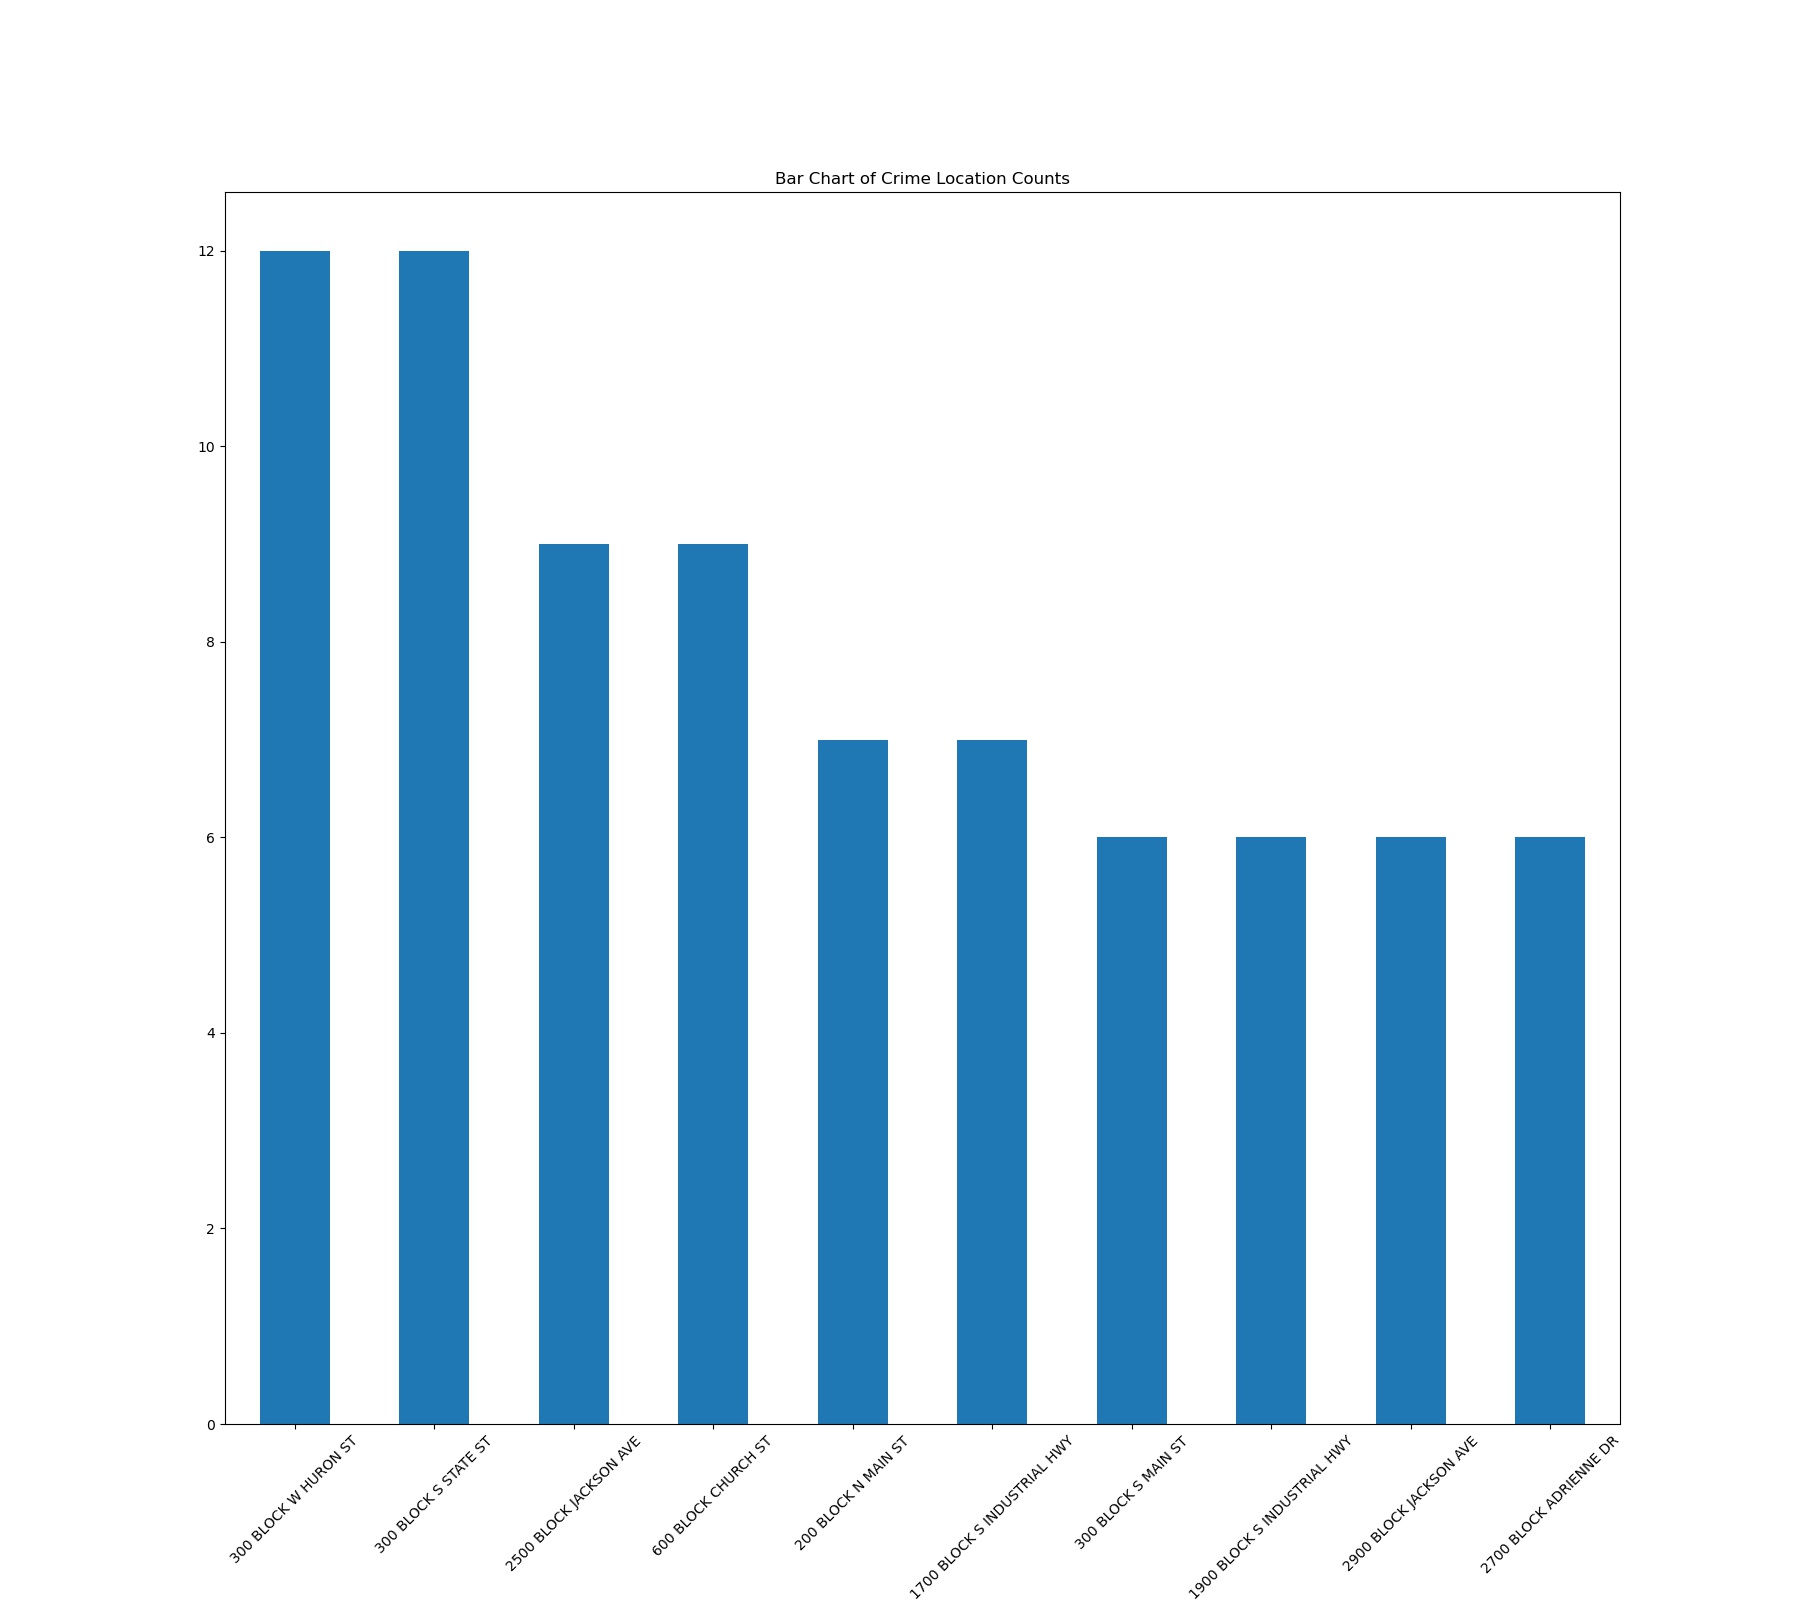 Bar Chart of Crime Location Counts
12
10
8
6
4
2
0
300 BLOCK W HURON ST
300 BLOCK S STATE ST
2500 BLOCK JACKSON AVE
600 BLOCK CHURCH ST
200 BLOCK N MAIN ST
1700 BLOCK S INDUSTRIAL HWY
300 BLOCK S MAIN ST
1900 BLOCK S INDUSTRIAL HWY
2900 BLOCK JACKSON AVE
2700 BLOCK ADRIENNE DR